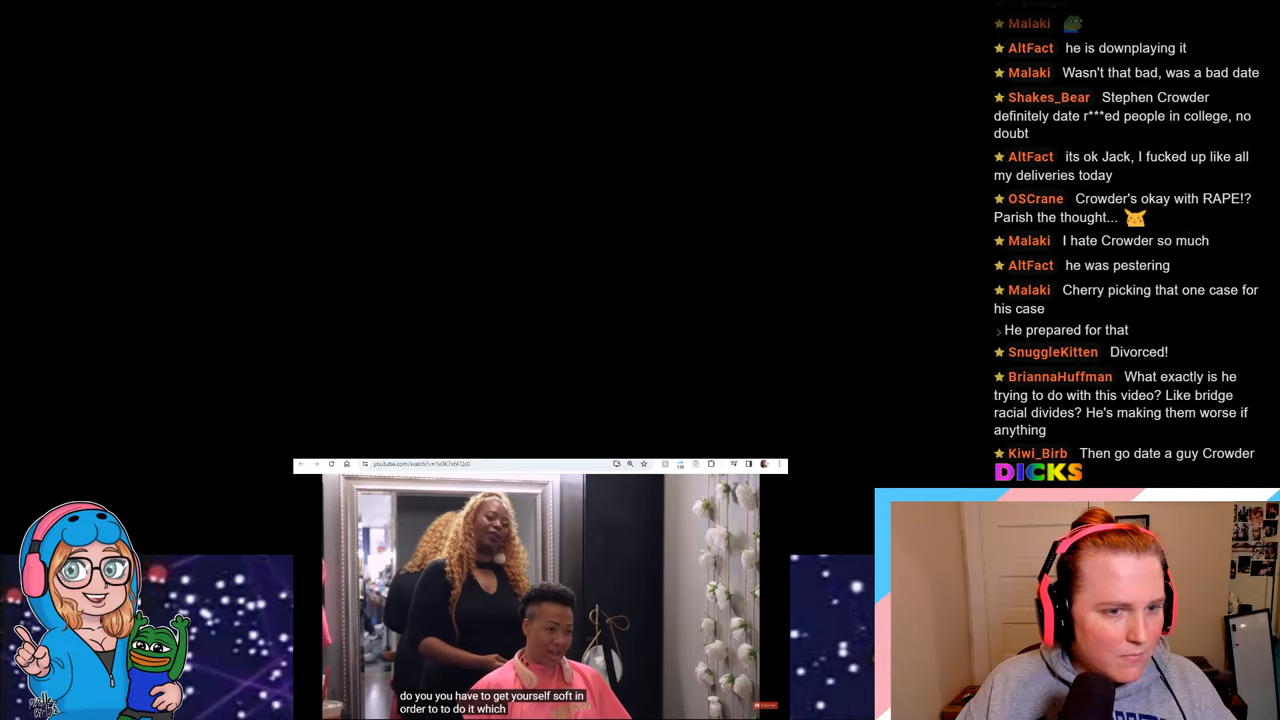 Malaki
AltFact he is downplaying it
Malaki Wasn't that bad, was a bad date
Shakes_Bear Stephen Crowder
definitely date r***ed people in college, no
doubt
AltFact its ok Jack, I fucked up like all
my deliveries today
OSCrane Crowder's okay with RAPE!?
Parish the thought...
Malaki I hate Crowder so much
AltFact he was pestering
Malaki Cherry picking that one case for
his case
He prepared for that
SnuggleKitten Divorced!
BriannaHuffman What exactly is he
trying to do with this video? Like bridge
racial divides? He's making them worse if
anything
Kiwi_Birb Then go date a guy Crowder
DICKS
do you you have to get yourself soft in
order to to do it which